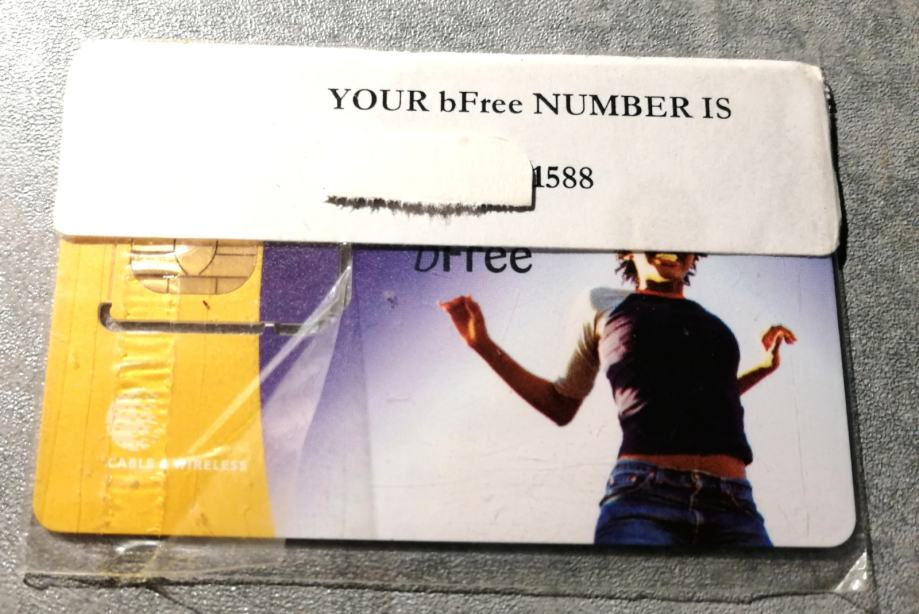 YOUR bFree NUMBER IS
1588
bFree
CABLE & WIRELESS